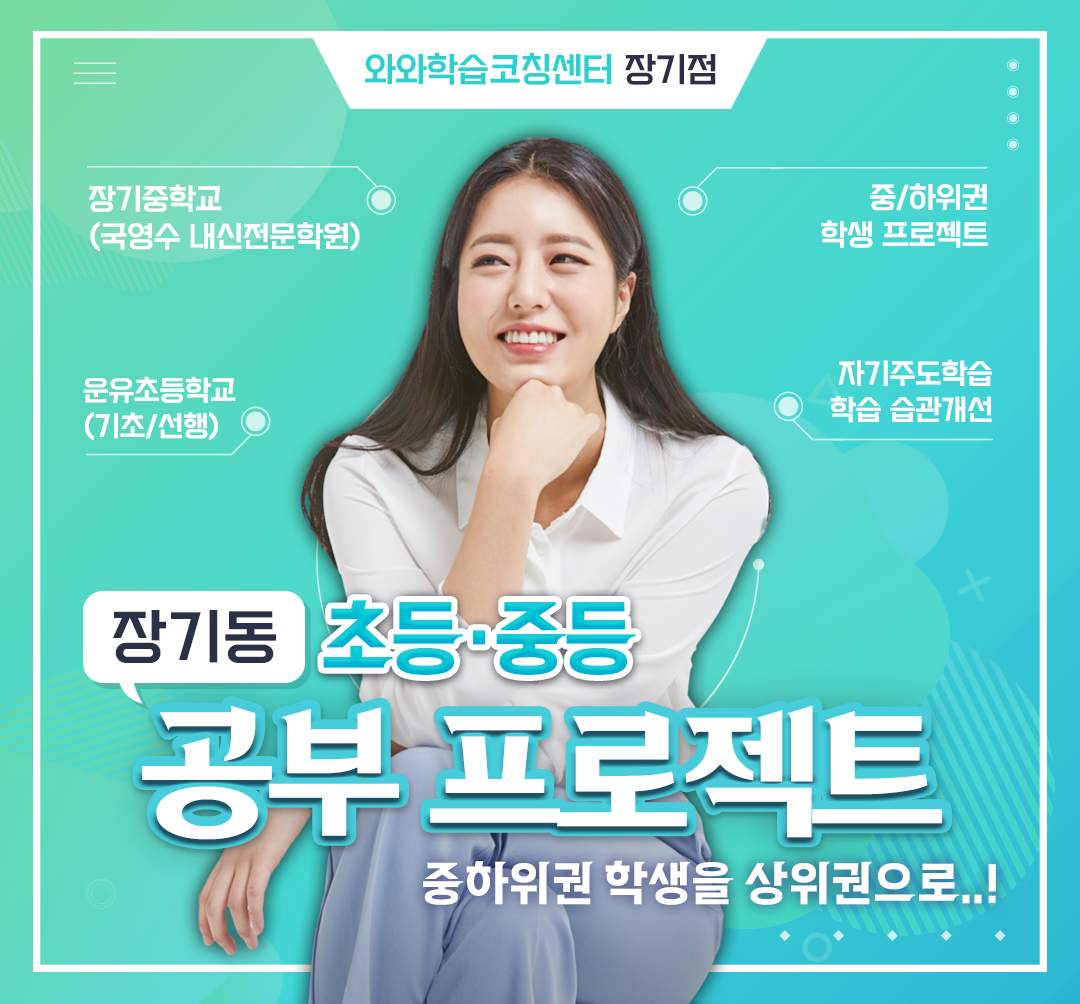 와와학습코칭센터 장기점
장기중학교
(국영수 내신전문학원)
중/하위권
학생 프로젝트
운유초등학교
(기초/선행)
자기주도학습
학습 습관개선
장기동 초등·중등
공부 프로젝트
중하위권 학생을 상위권으로..!